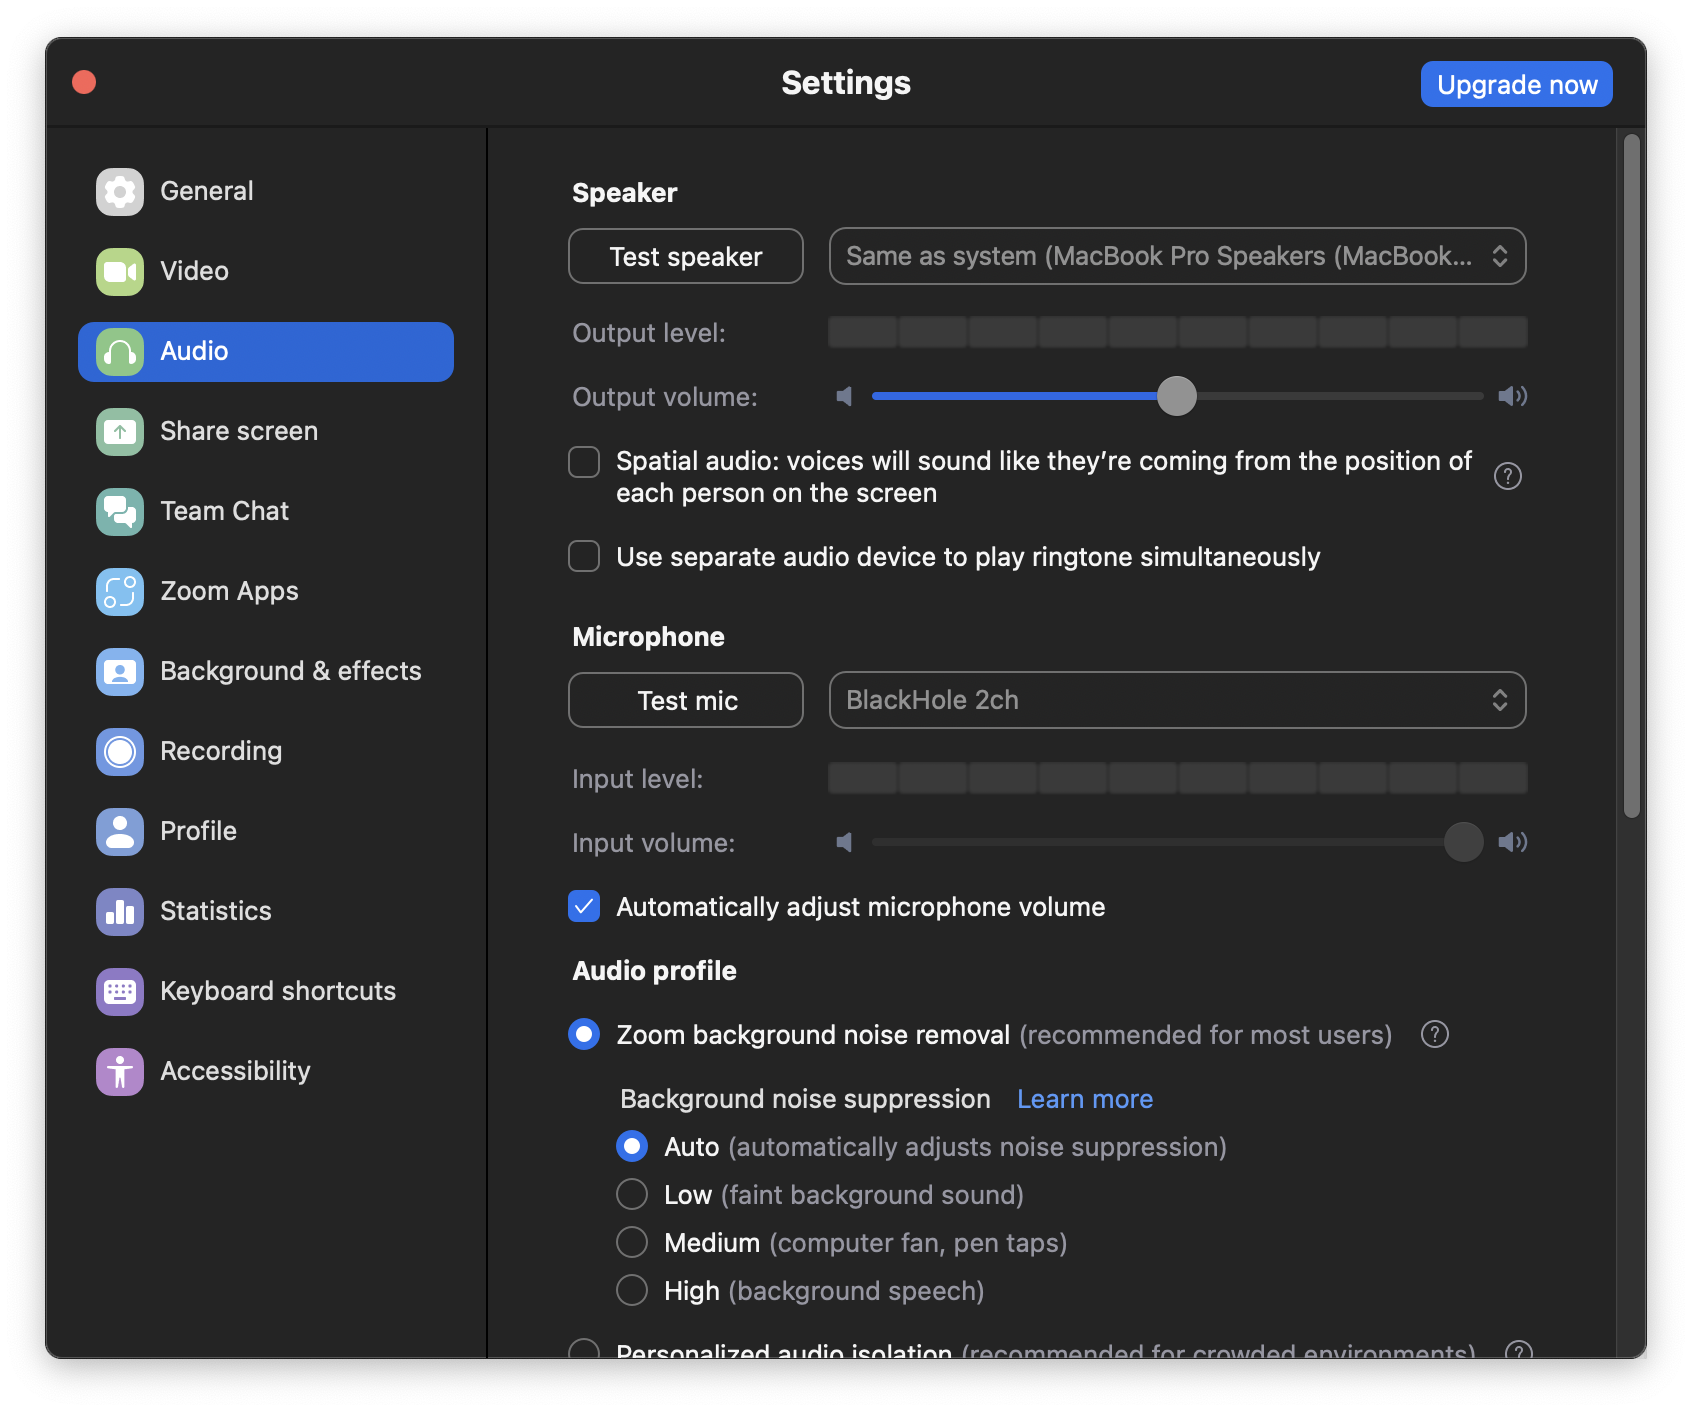 Settings
Upgrade now
General
Video
Audio
Share screen
Team Chat
Zoom Apps
Background & effects
Recording
Profile
Statistics
Keyboard shortcuts
Accessibility
Speaker
Test speaker
Same as system (MacBook Pro Speakers (MacBook...
Output level:
Output volume:
Spatial audio: voices will sound like they’re coming from the position of
each person on the screen
Use separate audio device to play ringtone simultaneously
Microphone
Test mic
BlackHole 2ch
Input level:
Input volume:
Automatically adjust microphone volume
Audio profile
Zoom background noise removal (recommended for most users)
Background noise suppression Learn more
Auto (automatically adjusts noise suppression)
Low (faint background sound)
Medium (computer fan, pen taps)
High (background speech)
Personalized audio isolation (recommended for crowded environments)